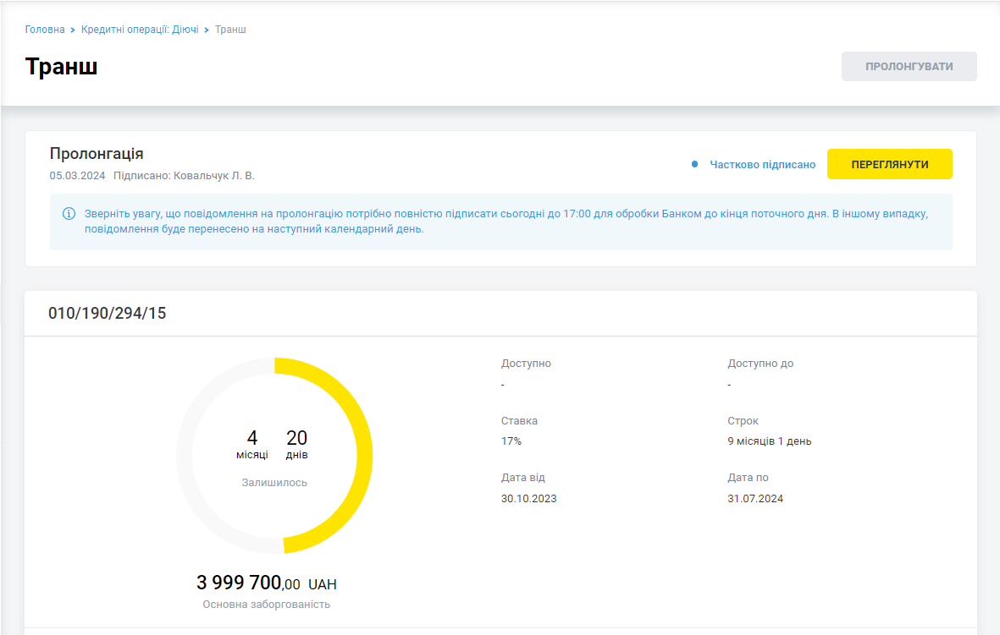 Головна > Кредитні операції: Діючі > Транш
Транш
ПРОЛОНГУВАТИ
Пролонгація
05.03.2024 Підписано: Ковальчук Л. В.
Частково підписано
ПЕРЕГЛЯНУТИ
Зверніть увагу, що повідомлення на пролонгацію потрібно повністю підписати сьогодні до 17:00 для обробки Банком до кінця поточного дня. В іншому випадку,
повідомлення буде перенесено на наступний календарний день.
010/190/294/15
4 20
місяці днів
Залишилось
3 999 700,00 UAH
Основна заборгованість
Доступно Доступно до
- -
Ставка Строк
17% 9 місяців 1 день
Дата від Дата по
30.10.2023 31.07.2024